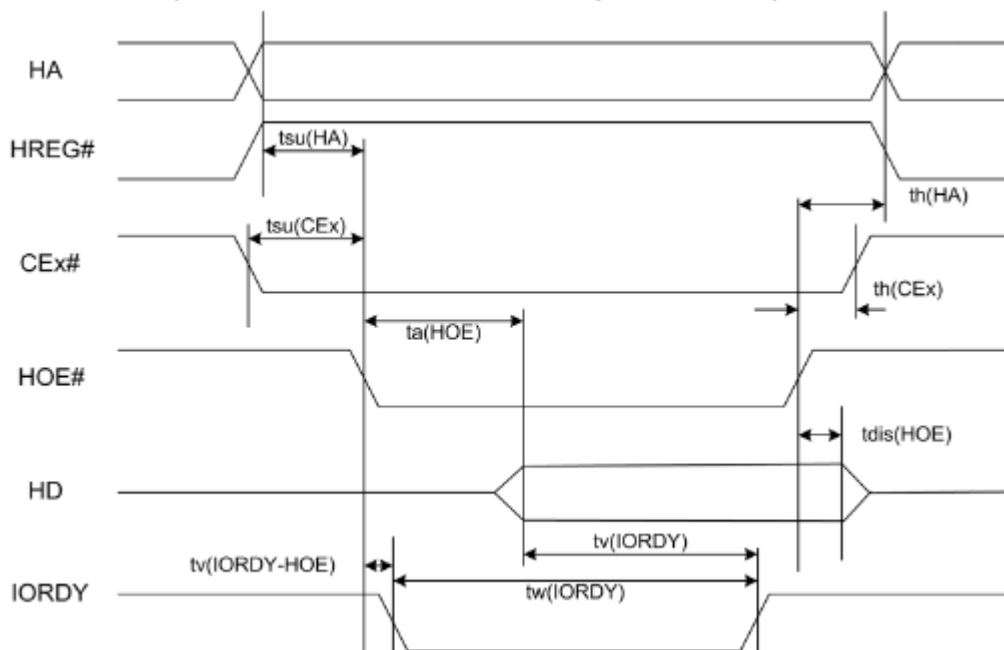 HA
HREG#
tsu(HA)
th(HA)
tsu(CEx)
CEx#
th(CEx)
ta(HOE)
HOE#
tdis(HOE)
HD
tv(IORDY)
tv(IORDY-HOE)
IORDY
tw(IORDY)